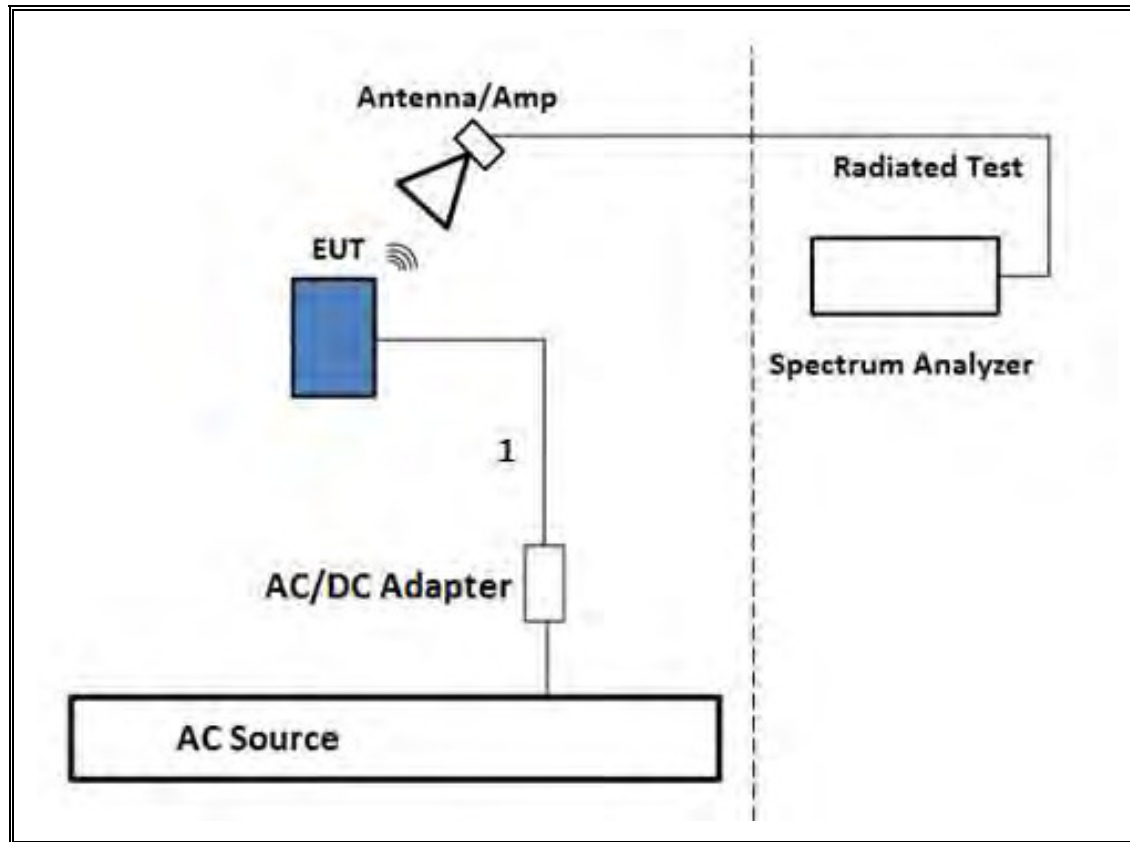 Antenna/Amp
Radiated Test
EUT
Spectrum Analyzer
1
AC/DC Adapter
AC Source